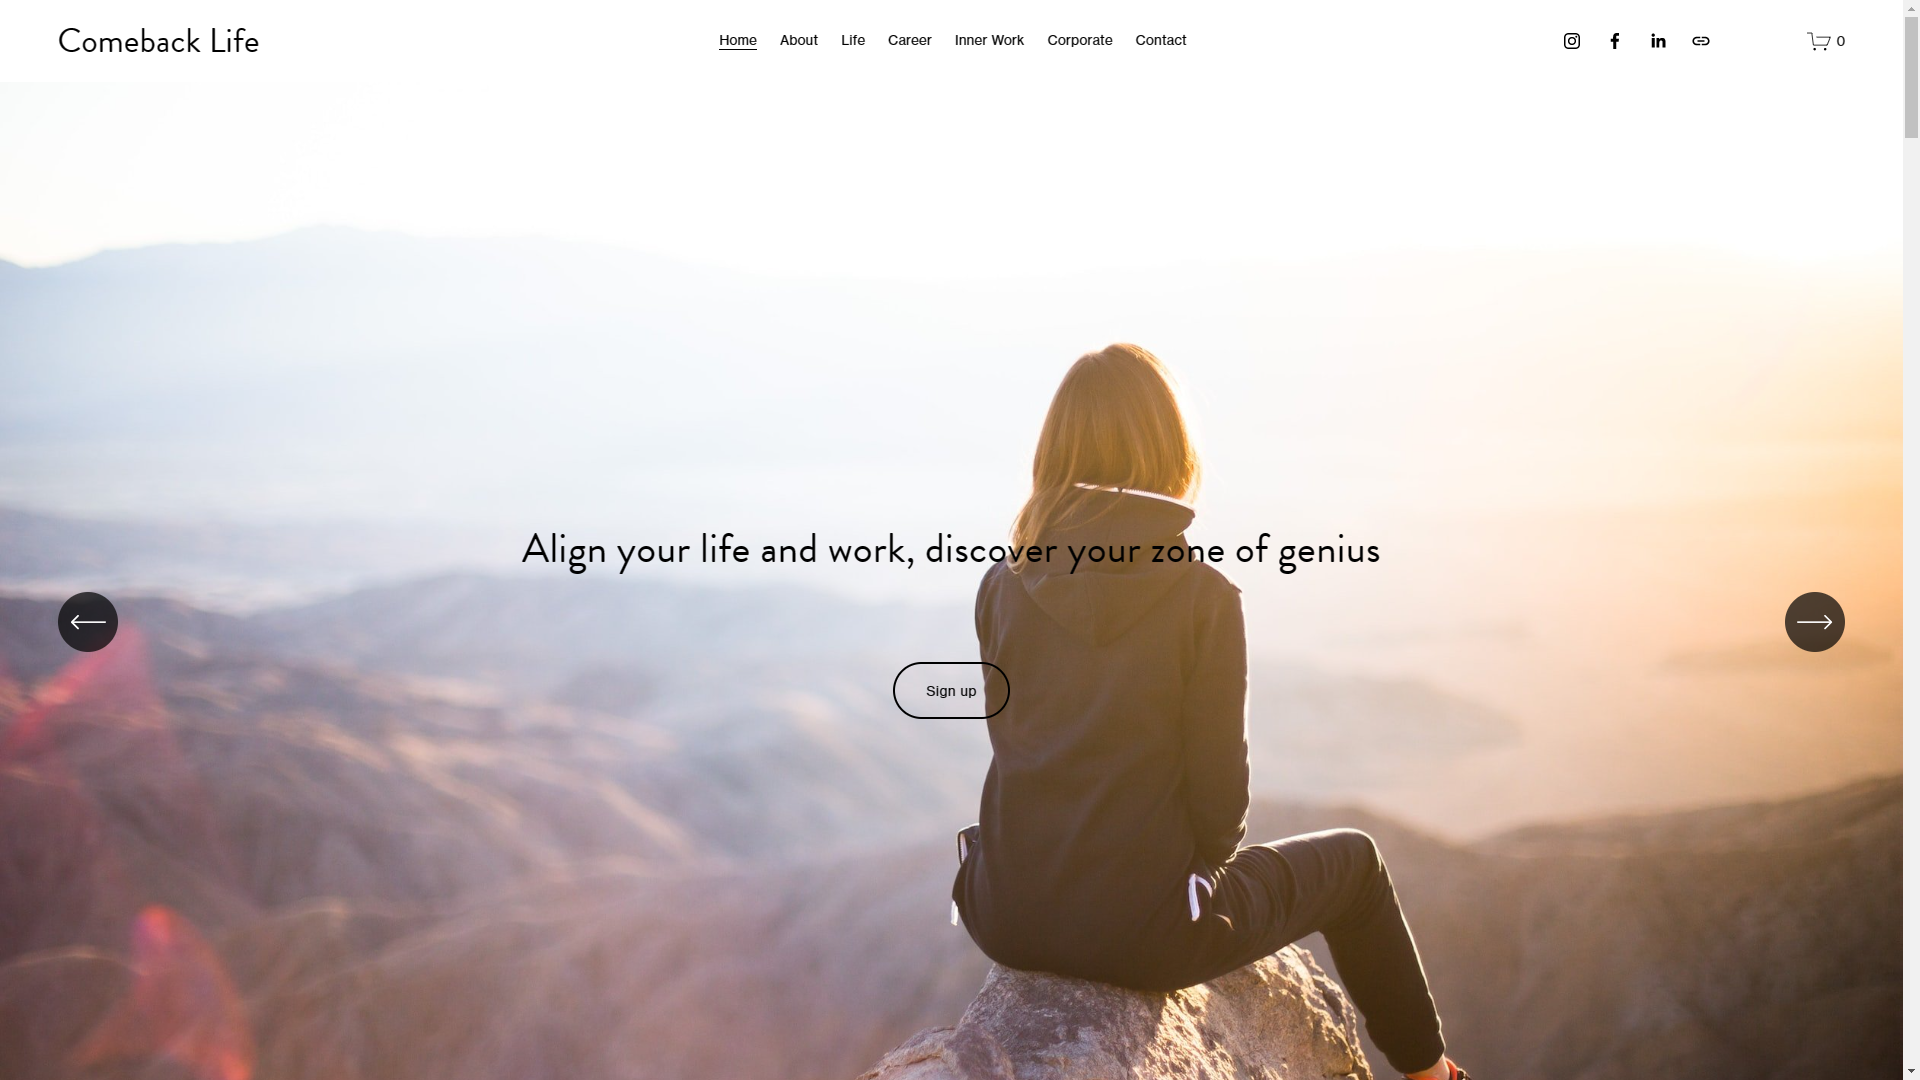 Comeback Life
Home About Life Career Inner Work Corporate Contact
0
Align your life and work, discover your zone of genius
Sign up